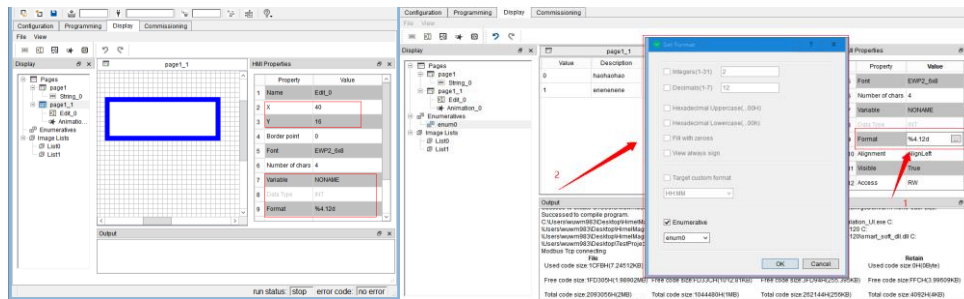 Configuration Programming Display Commissioning
File View
Display
page1_1
HMI Properties
Pages
page1
String_0
page1_1
Edit_0
Animatio...
Enumeratives
enum0
Image Lists
List0
List1
Property Value
1 Name Edit_0
2 X 40
3 Y 16
4 Border point 0
5 Font EWP2_6x8
6 Number of chars 4
7 Variable NONAME
8 Data Type INT
9 Format %4.12d
Output
run status: stop error code: no error
Configuration Programming Display Commissioning
File View
Display
page1_1
Pages
page1
String_0
page1_1
Edit_0
Animation_0
Enumeratives
enum0
Image Lists
List0
List1
Value Description
0 haohaohao
1 enenenene
2
Set Format
Integers(1-31) 2
Decimals(1-7) 12
Hexadecimal Uppercase(...00H)
Hexadecimal Lowercase(...00h)
Fill with zeroes
View always sign
Target custom format
HH:MM
Enumerative
enum0
OK Cancel
Properties
Property Value
Font EWP2_6x8
Number of chars 4
Variable NONAME
Data Type INT
Format %4.12d
Alignment AlignLeft
Visible True
Access RW
1
Output
Successed to compile program.
Modbus Tcp connecting
File
Used code size:1CFBH(7.24512KB)
Retain
Used code size:0H(0Byte)
Total code size:2093056H(2MB) Total code size:1044480H(1MB) Total code size:262144H(256KB) Total code size:4092H(4KB)